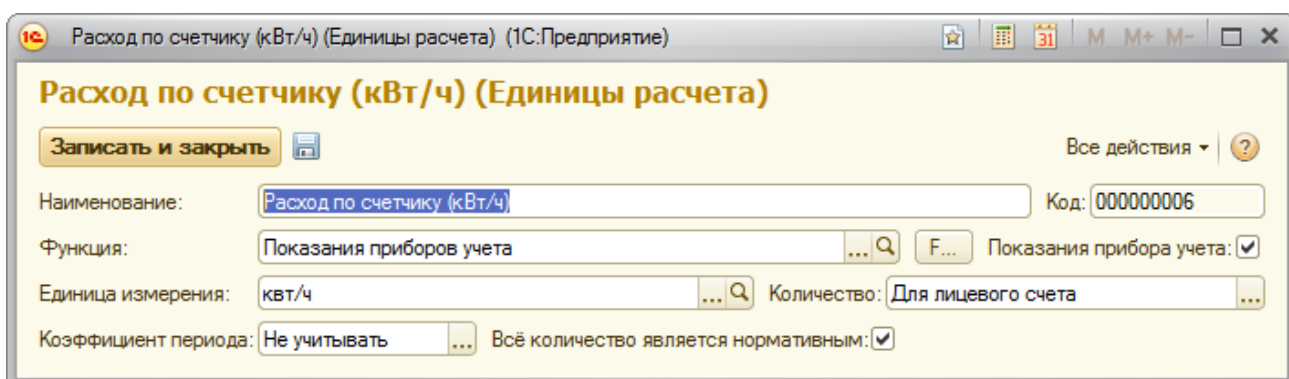 1С Расход по счетчику (кВт/ч) (Единицы расчета) (1С:Предприятие) 31 M M+ M-
Расход по счетчику (кВт/ч) (Единицы расчета)
Записать и закрыть Все действия ?
Наименование: Расход по счетчику (кВт/ч) Код: 000000006
Функция: Показания приборов учета ... F... Показания прибора учета:
Единица измерения: квт/ч ... Количество: Для лицевого счета ...
Коэффициент периода: Не учитывать ... Всё количество является нормативным: